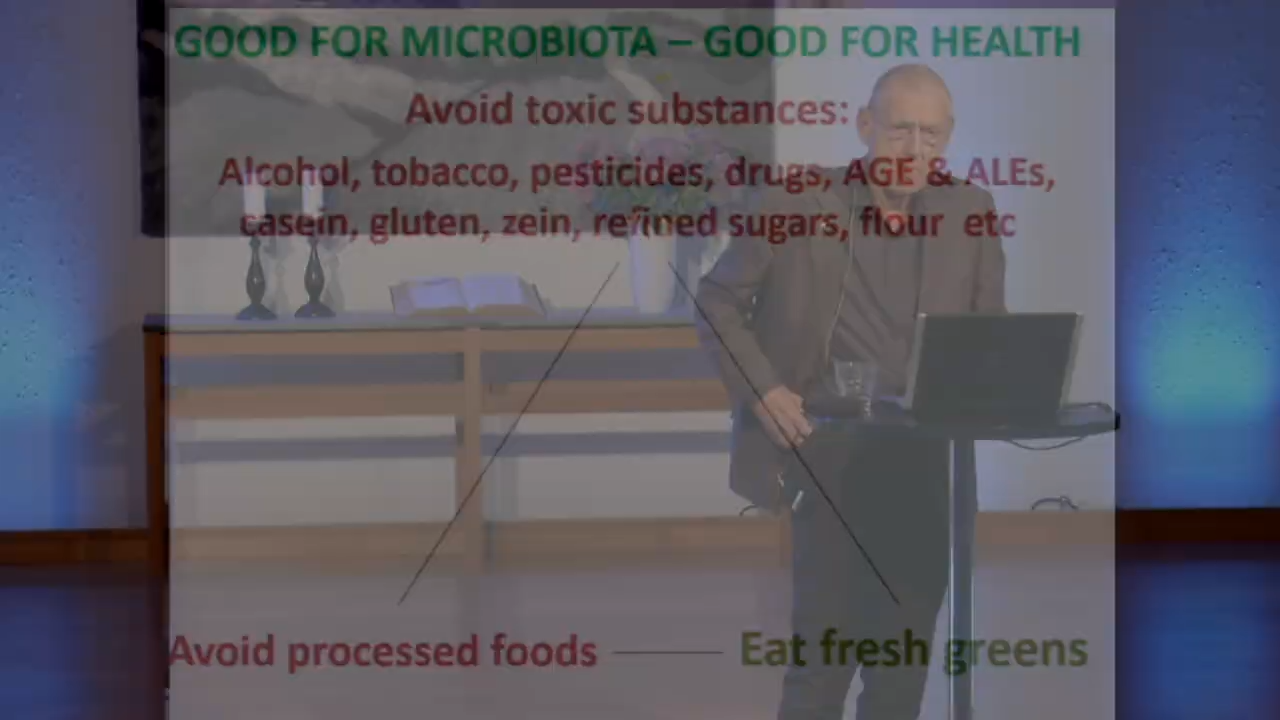 GOOD FOR MICROBIOTA – GOOD FOR HEALTH
Avoid toxic substances:
Alcohol, tobacco, pesticides, drugs, AGE & ALEs,
casein, gluten, zein, refined sugars, flour etc
Avoid processed foods
Eat fresh greens